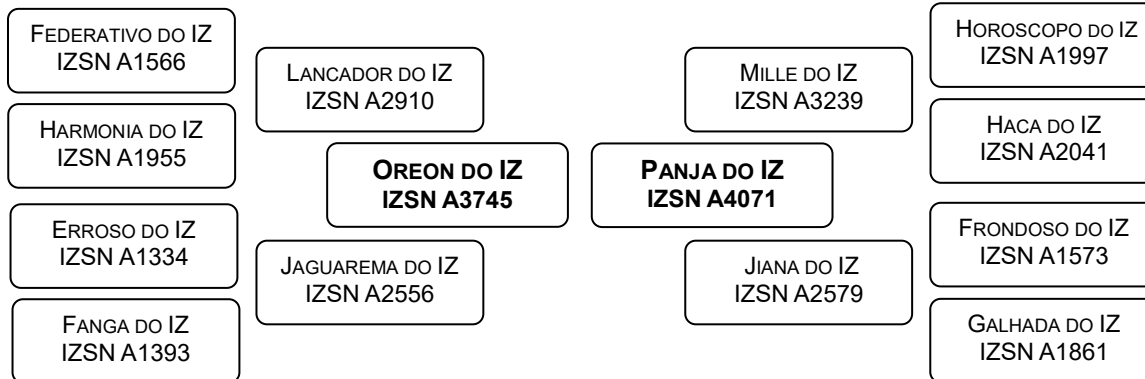 FEDERATIVO DO IZ
IZSN A1566
HARMONIA DO IZ
IZSN A1955
ERROSO DO IZ
IZSN A1334
FANGA DO IZ
IZSN A1393
LANCADOR DO IZ
IZSN A2910
JAGUAREMA DO IZ
IZSN A2556
OREON DO IZ
IZSN A3745
PANJA DO IZ
IZSN A4071
MILLE DO IZ
IZSN A3239
JIANA DO IZ
IZSN A2579
HOROSCOPO DO IZ
IZSN A1997
HACA DO IZ
IZSN A2041
FRONDOSO DO IZ
IZSN A1573
GALHADA DO IZ
IZSN A1861